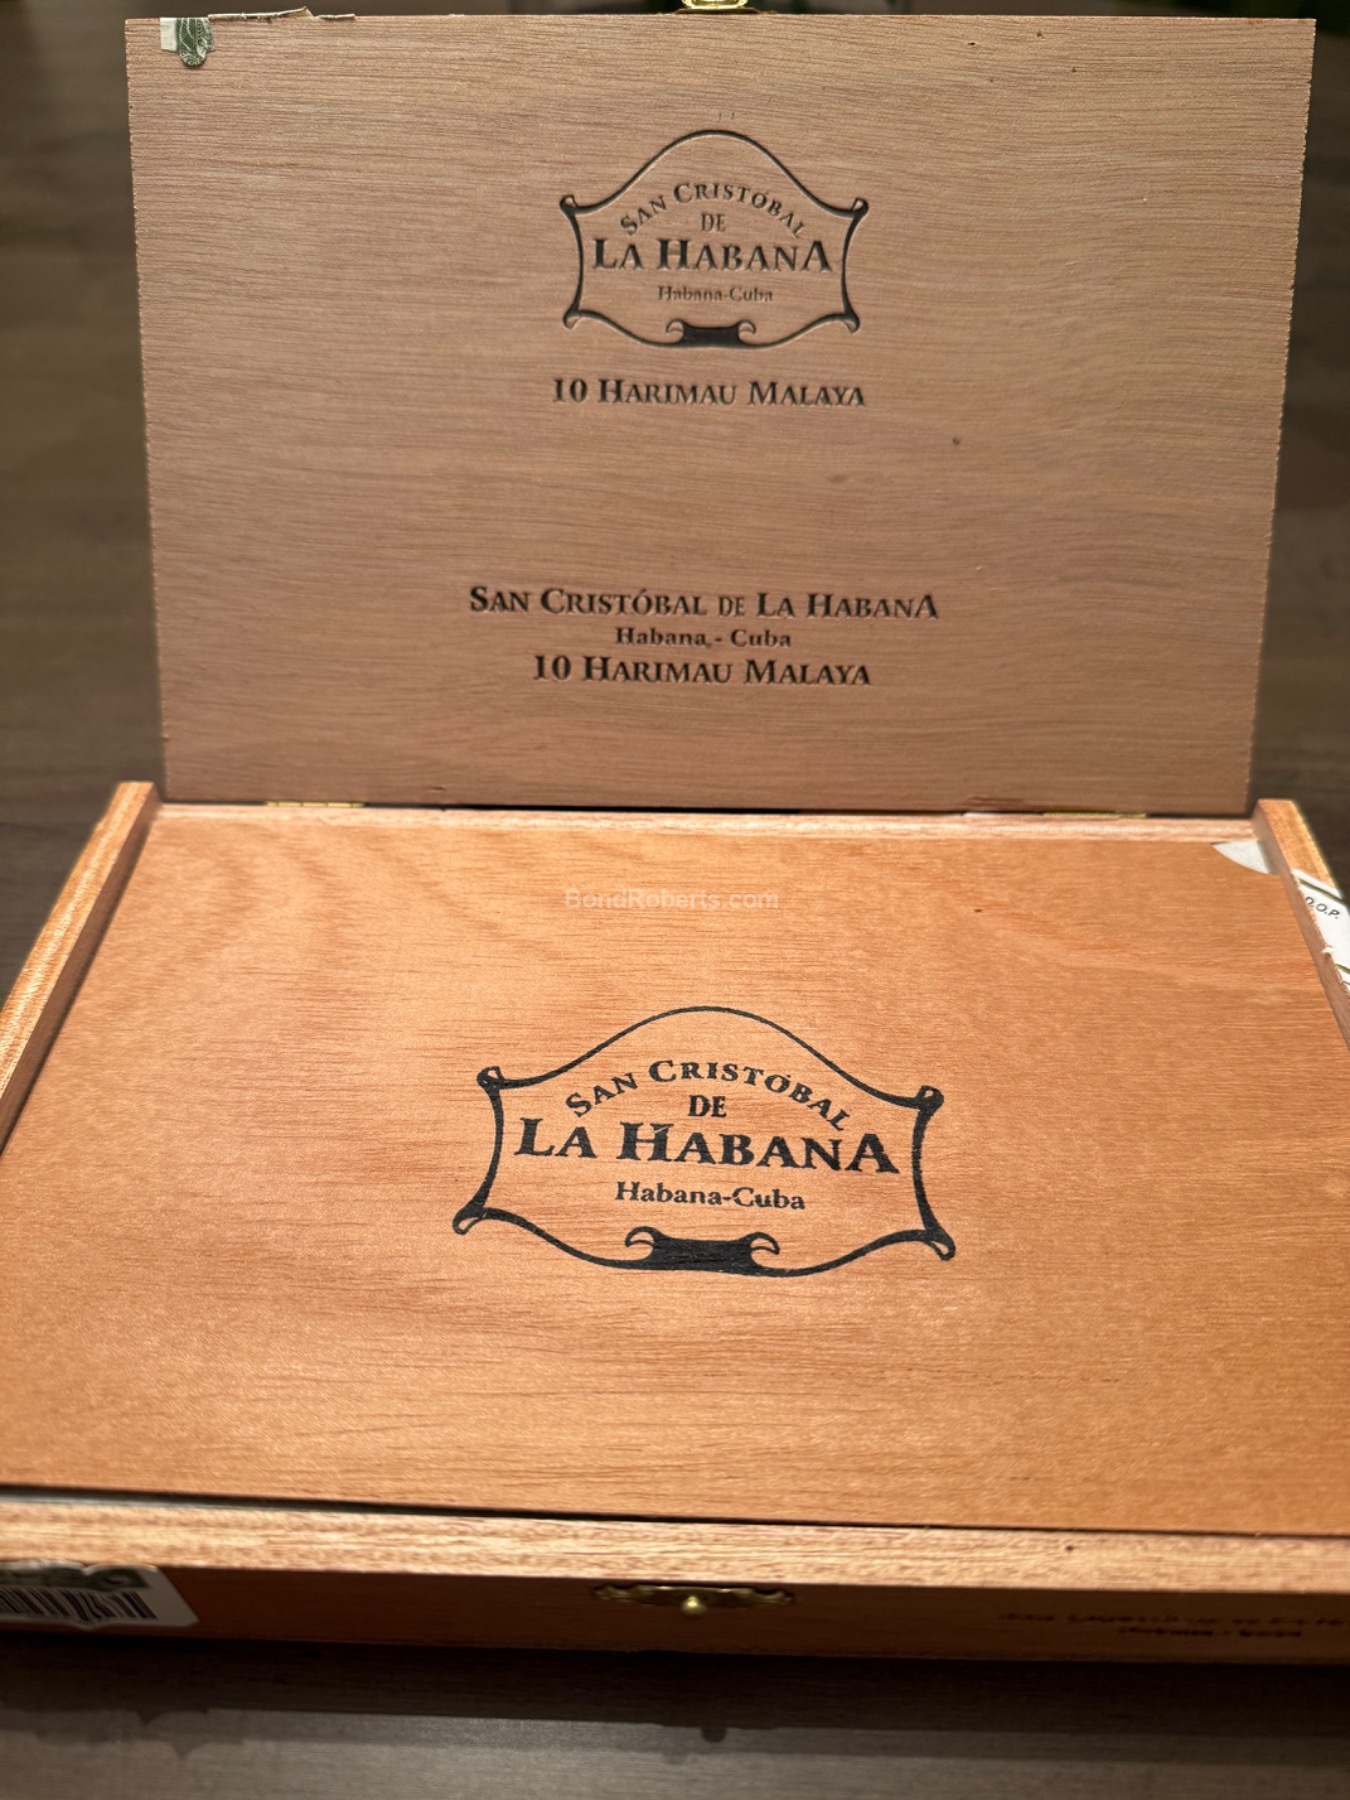 SAN CRISTÓBAL
DE
LA HABANA
Habana-Cuba
10 HARIMAU MALAYA
SAN CRISTÓBAL DE LA HABANA
Habana - Cuba
10 HARIMAU MALAYA
D.O.P.
BondRoberts.com
SAN CRISTÓBAL
DE
LA HABANA
Habana-Cuba